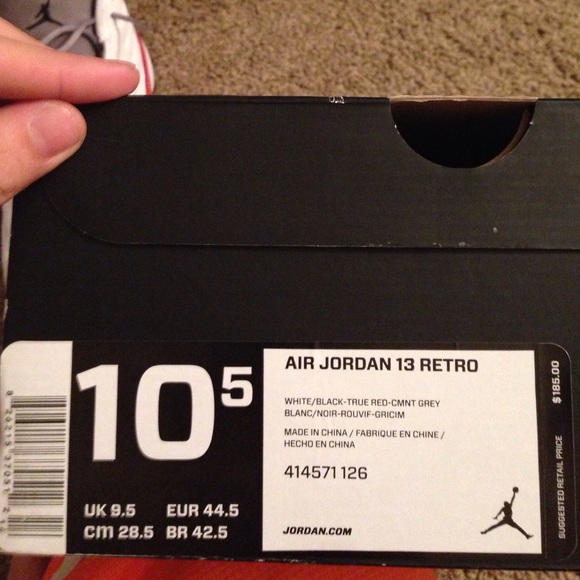 10.5
UK 9.5 EUR 44.5
cm 28.5 BR 42.5
AIR JORDAN 13 RETRO
WHITE/BLACK-TRUE RED-CMNT GREY
BLANC/NOIR-ROUVIF-GRICIM
MADE IN CHINA / FABRIQUE EN CHINE /
HECHO EN CHINA
414571 126
JORDAN.COM
SUGGESTED RETAIL PRICE $185.00